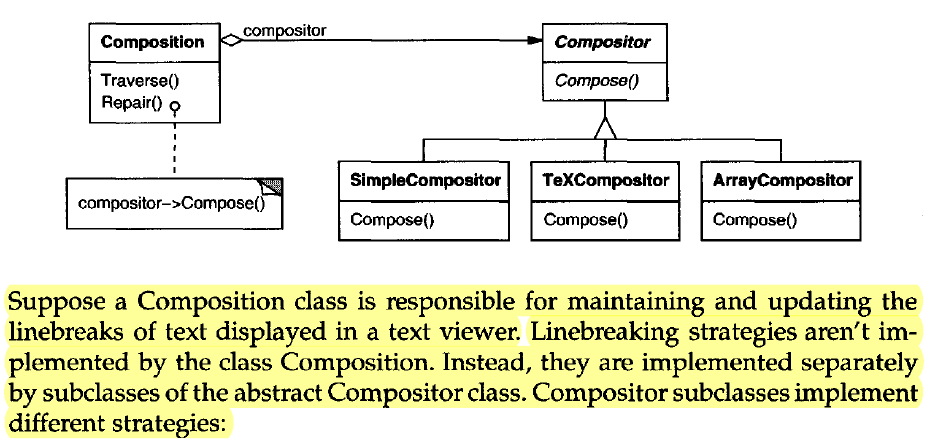 compositor
Composition
Compositor
Traverse()
Repair()
Compose()
compositor->Compose()
SimpleCompositor
TeXCompositor
ArrayCompositor
Compose()
Compose()
Compose()
Suppose a Composition class is responsible for maintaining and updating the
linebreaks of text displayed in a text viewer. Linebreaking strategies aren't im-
plemented by the class Composition. Instead, they are implemented separately
by subclasses of the abstract Compositor class. Compositor subclasses implement
different strategies: